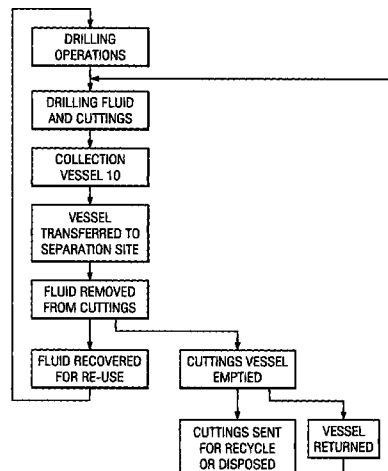 DRILLING
OPERATIONS
DRILLING FLUID
AND CUTTINGS
COLLECTION
VESSEL 10
VESSEL
TRANSFERRED TO
SEPARATION SITE
FLUID REMOVED
FROM CUTTINGS
FLUID RECOVERED
FOR RE-USE
CUTTINGS VESSEL
EMPTIED
CUTTINGS SENT
FOR RECYCLE
OR DISPOSED
VESSEL
RETURNED